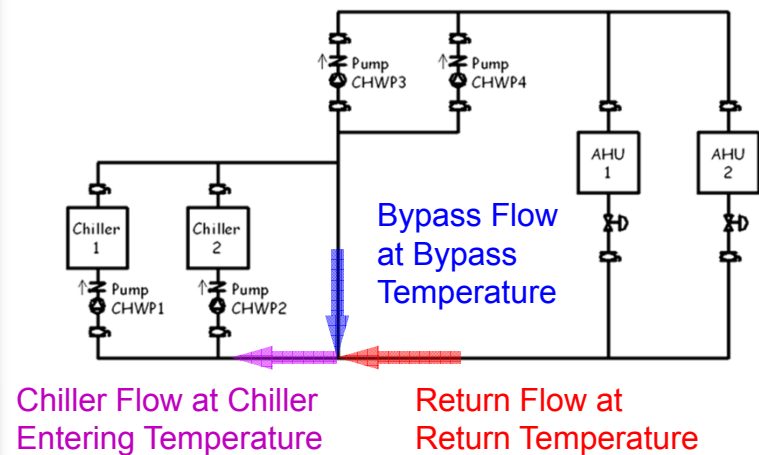 Pump
CHWP3
Pump
CHWP4
AHU
1
AHU
2
Chiller
1
Chiller
2
Bypass Flow
at Bypass
Temperature
Pump
CHWP1
Pump
CHWP2
Chiller Flow at Chiller
Entering Temperature
Return Flow at
Return Temperature